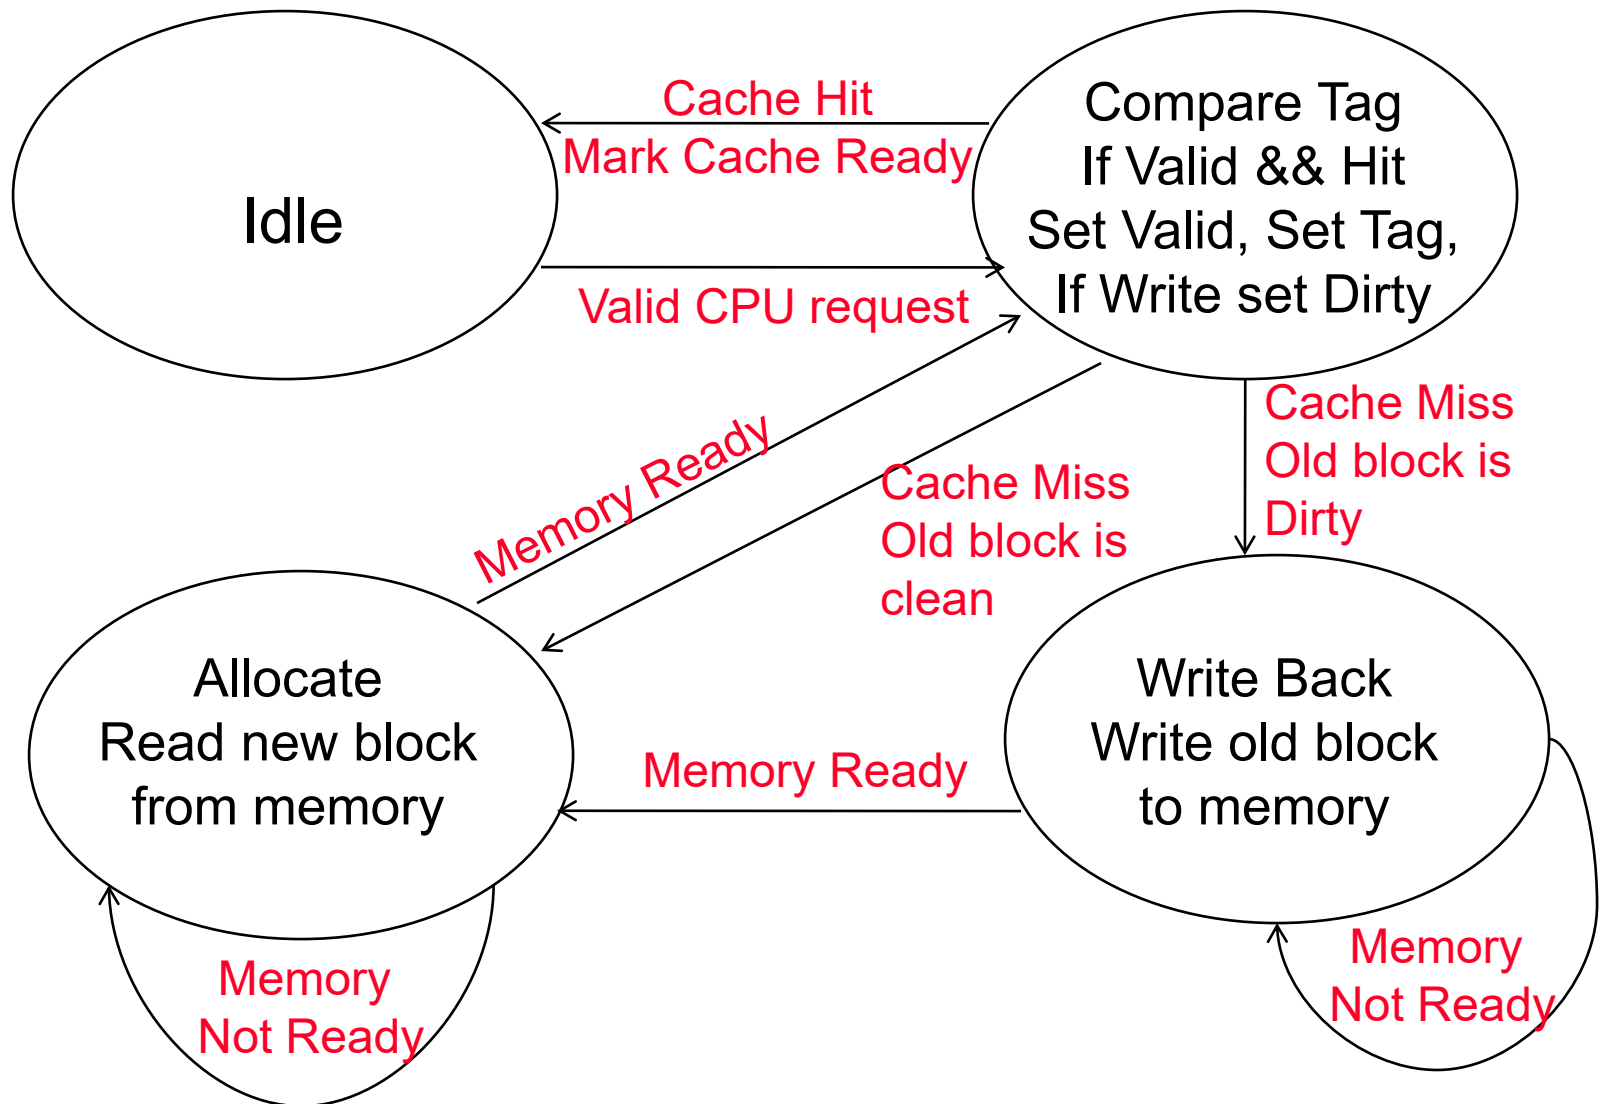 Idle
Cache Hit
Mark Cache Ready
Valid CPU request
Compare Tag
If Valid && Hit
Set Valid, Set Tag,
If Write set Dirty
Memory Ready
Cache Miss
Old block is
clean
Cache Miss
Old block is
Dirty
Allocate
Read new block
from memory
Memory Ready
Write Back
Write old block
to memory
Memory
Not Ready
Memory
Not Ready